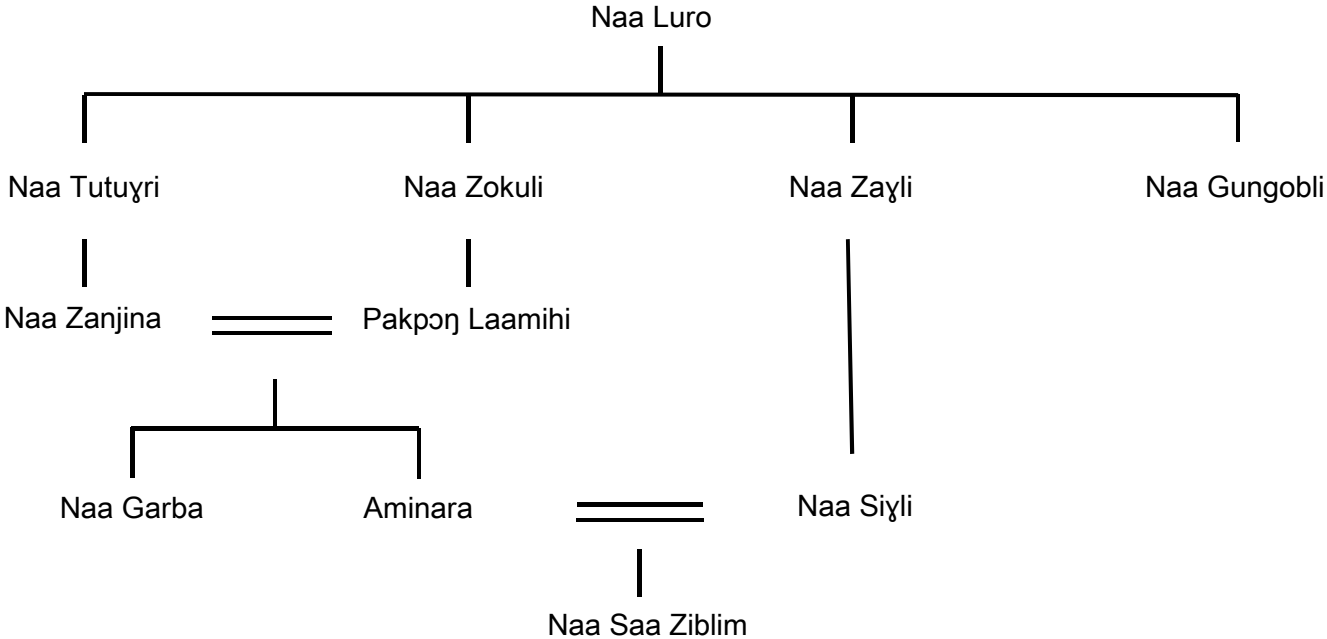 Naa Luro
Naa Tutuɣri Naa Zokuli Naa Zaɣli Naa Gungobli
Naa Zanjina Pakpɔŋ Laamihi
Naa Garba Aminara Naa Siɣli
Naa Saa Ziblim